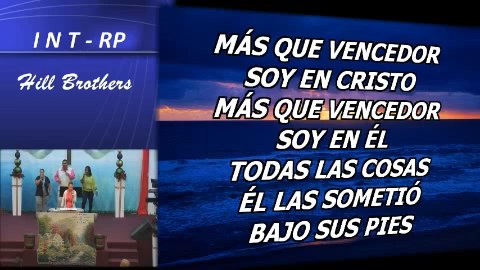 INT-RP
Hill Brothers
MÁS QUE VENCEDOR
SOY EN CRISTO
MÁS QUE VENCEDOR
SOY EN ÉL
TODAS LAS COSAS
ÉL LAS SOMETIÓ
BAJO SUS PIES